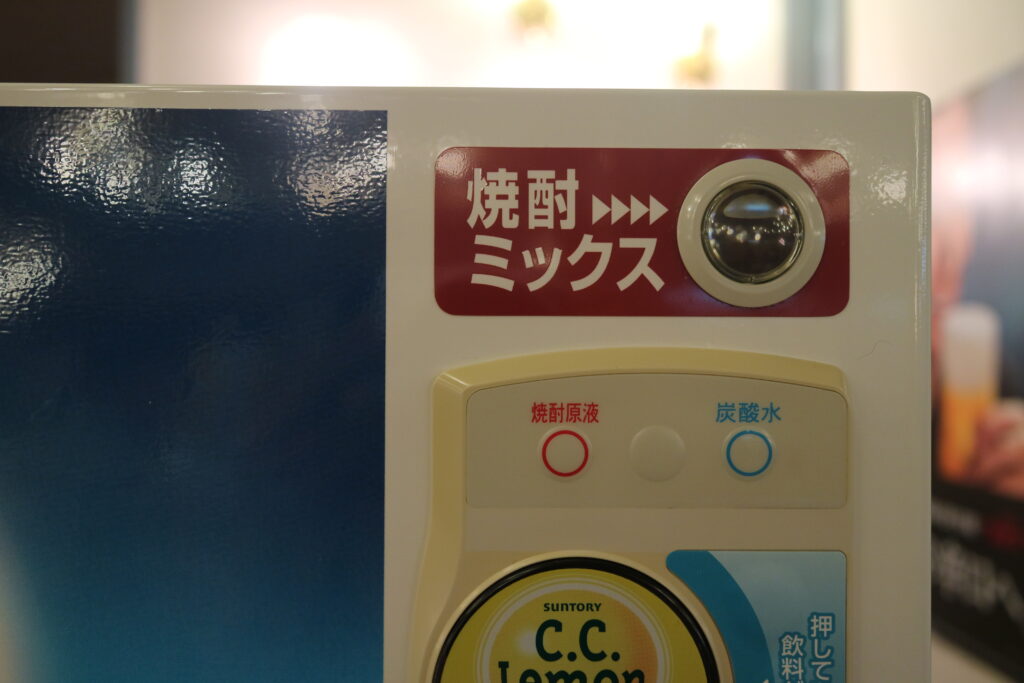 焼酎
ミックス
焼酎原液
炭酸水
SUNTORY
C.C.
Lemon
押して
飲料